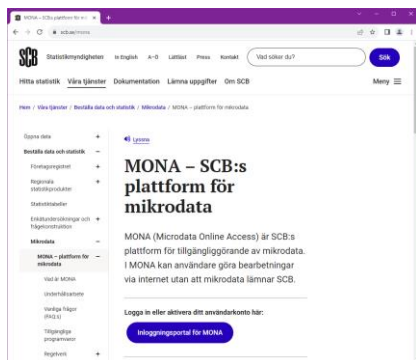 MONA – SCB:s plattform för mi
scb.se/mona
SCB Statistikmyndigheten In English A–Ö Lättläst Press Kontakt Vad söker du? Sök
Hitta statistik Våra tjänster Dokumentation Lämna uppgifter Om SCB Meny
Hem / Våra tjänster / Beställa data och statistik / Mikrodata / MONA – plattform för mikrodata
Öppna data +
Lyssna
Beställa data och statistik –
Företagsregistret +
MONA – SCB:s
Regionala +
statistikprodukter
plattform för
Statistiktabeller
mikrodata
Enkätundersökningar och +
frågekonstruktion
MONA (Microdata Online Access) är SCB:s
Mikrodata –
plattform för tillgängliggörande av mikrodata.
MONA – plattform för –
mikrodata
I MONA kan användare göra bearbetningar
via internet utan att mikrodata lämnar SCB.
Vad är MONA
Underhållsarbete
Logga in eller aktivera ditt användarkonto här:
Vanliga frågor
(FAQ:s)
Inloggningsportal för MONA
Tillgängliga
programvaror
Regelverk +